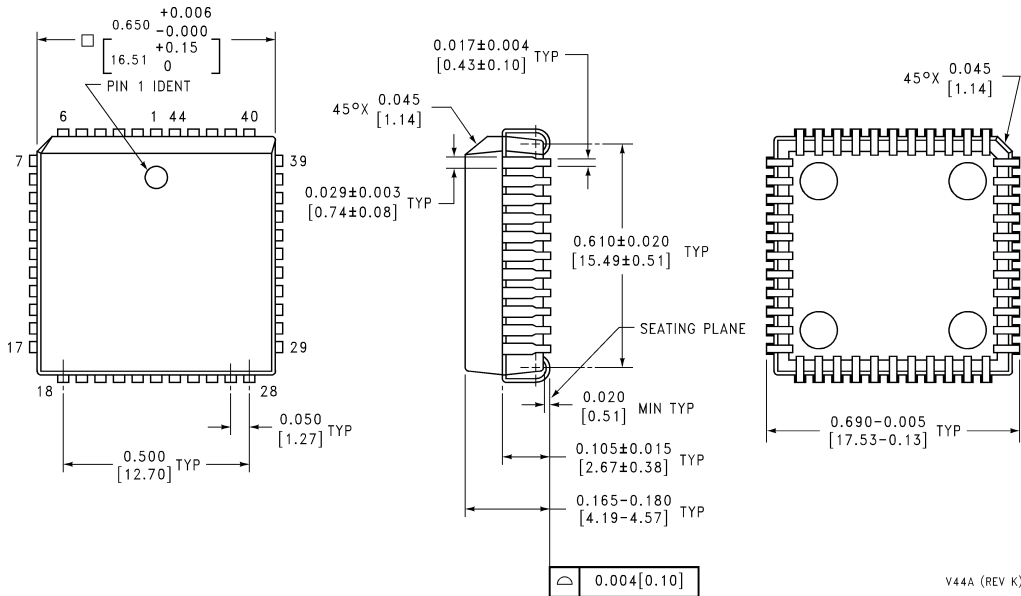 0.650 +0.006 -0.000
[16.51 +0.15 0]
PIN 1 IDENT
6 1 44 40
7 39
17 29
18 28
0.050 [1.27] TYP
0.500 [12.70] TYP
0.017±0.004 [0.43±0.10] TYP
45°X 0.045 [1.14]
0.029±0.003 [0.74±0.08] TYP
0.610±0.020 [15.49±0.51] TYP
SEATING PLANE
0.020 [0.51] MIN TYP
0.105±0.015 [2.67±0.38] TYP
0.165-0.180 [4.19-4.57] TYP
0.004[0.10]
45°X 0.045 [1.14]
0.690-0.005 [17.53-0.13] TYP
V44A (REV K)